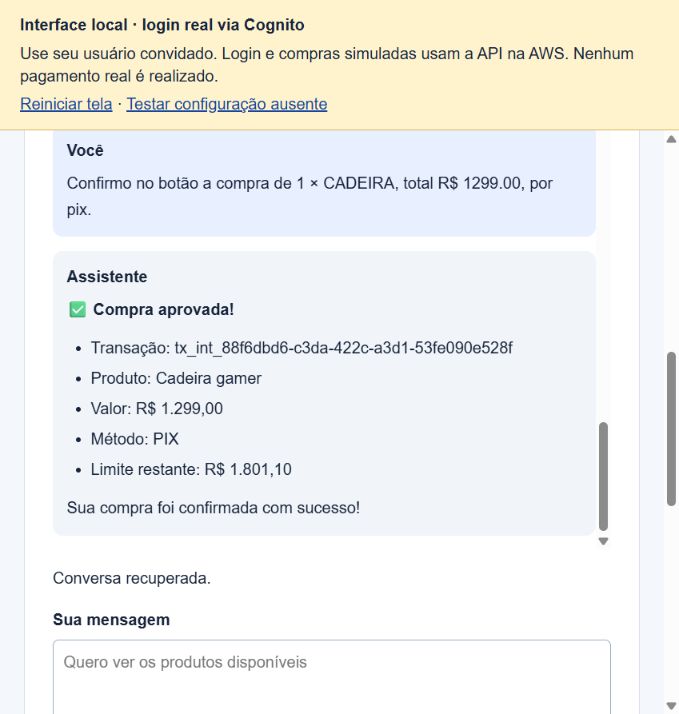 Interface local · login real via Cognito
Use seu usuário convidado. Login e compras simuladas usam a API na AWS. Nenhum
pagamento real é realizado.
Reiniciar tela · Testar configuração ausente
Você
Confirmo no botão a compra de 1 × CADEIRA, total R$ 1299.00, por
pix.
Assistente
✅ Compra aprovada!
• Transação: tx_int_88f6dbd6-c3da-422c-a3d1-53fe090e528f
• Produto: Cadeira gamer
• Valor: R$ 1.299,00
• Método: PIX
• Limite restante: R$ 1.801,10
Sua compra foi confirmada com sucesso!
Conversa recuperada.
Sua mensagem
Quero ver os produtos disponíveis